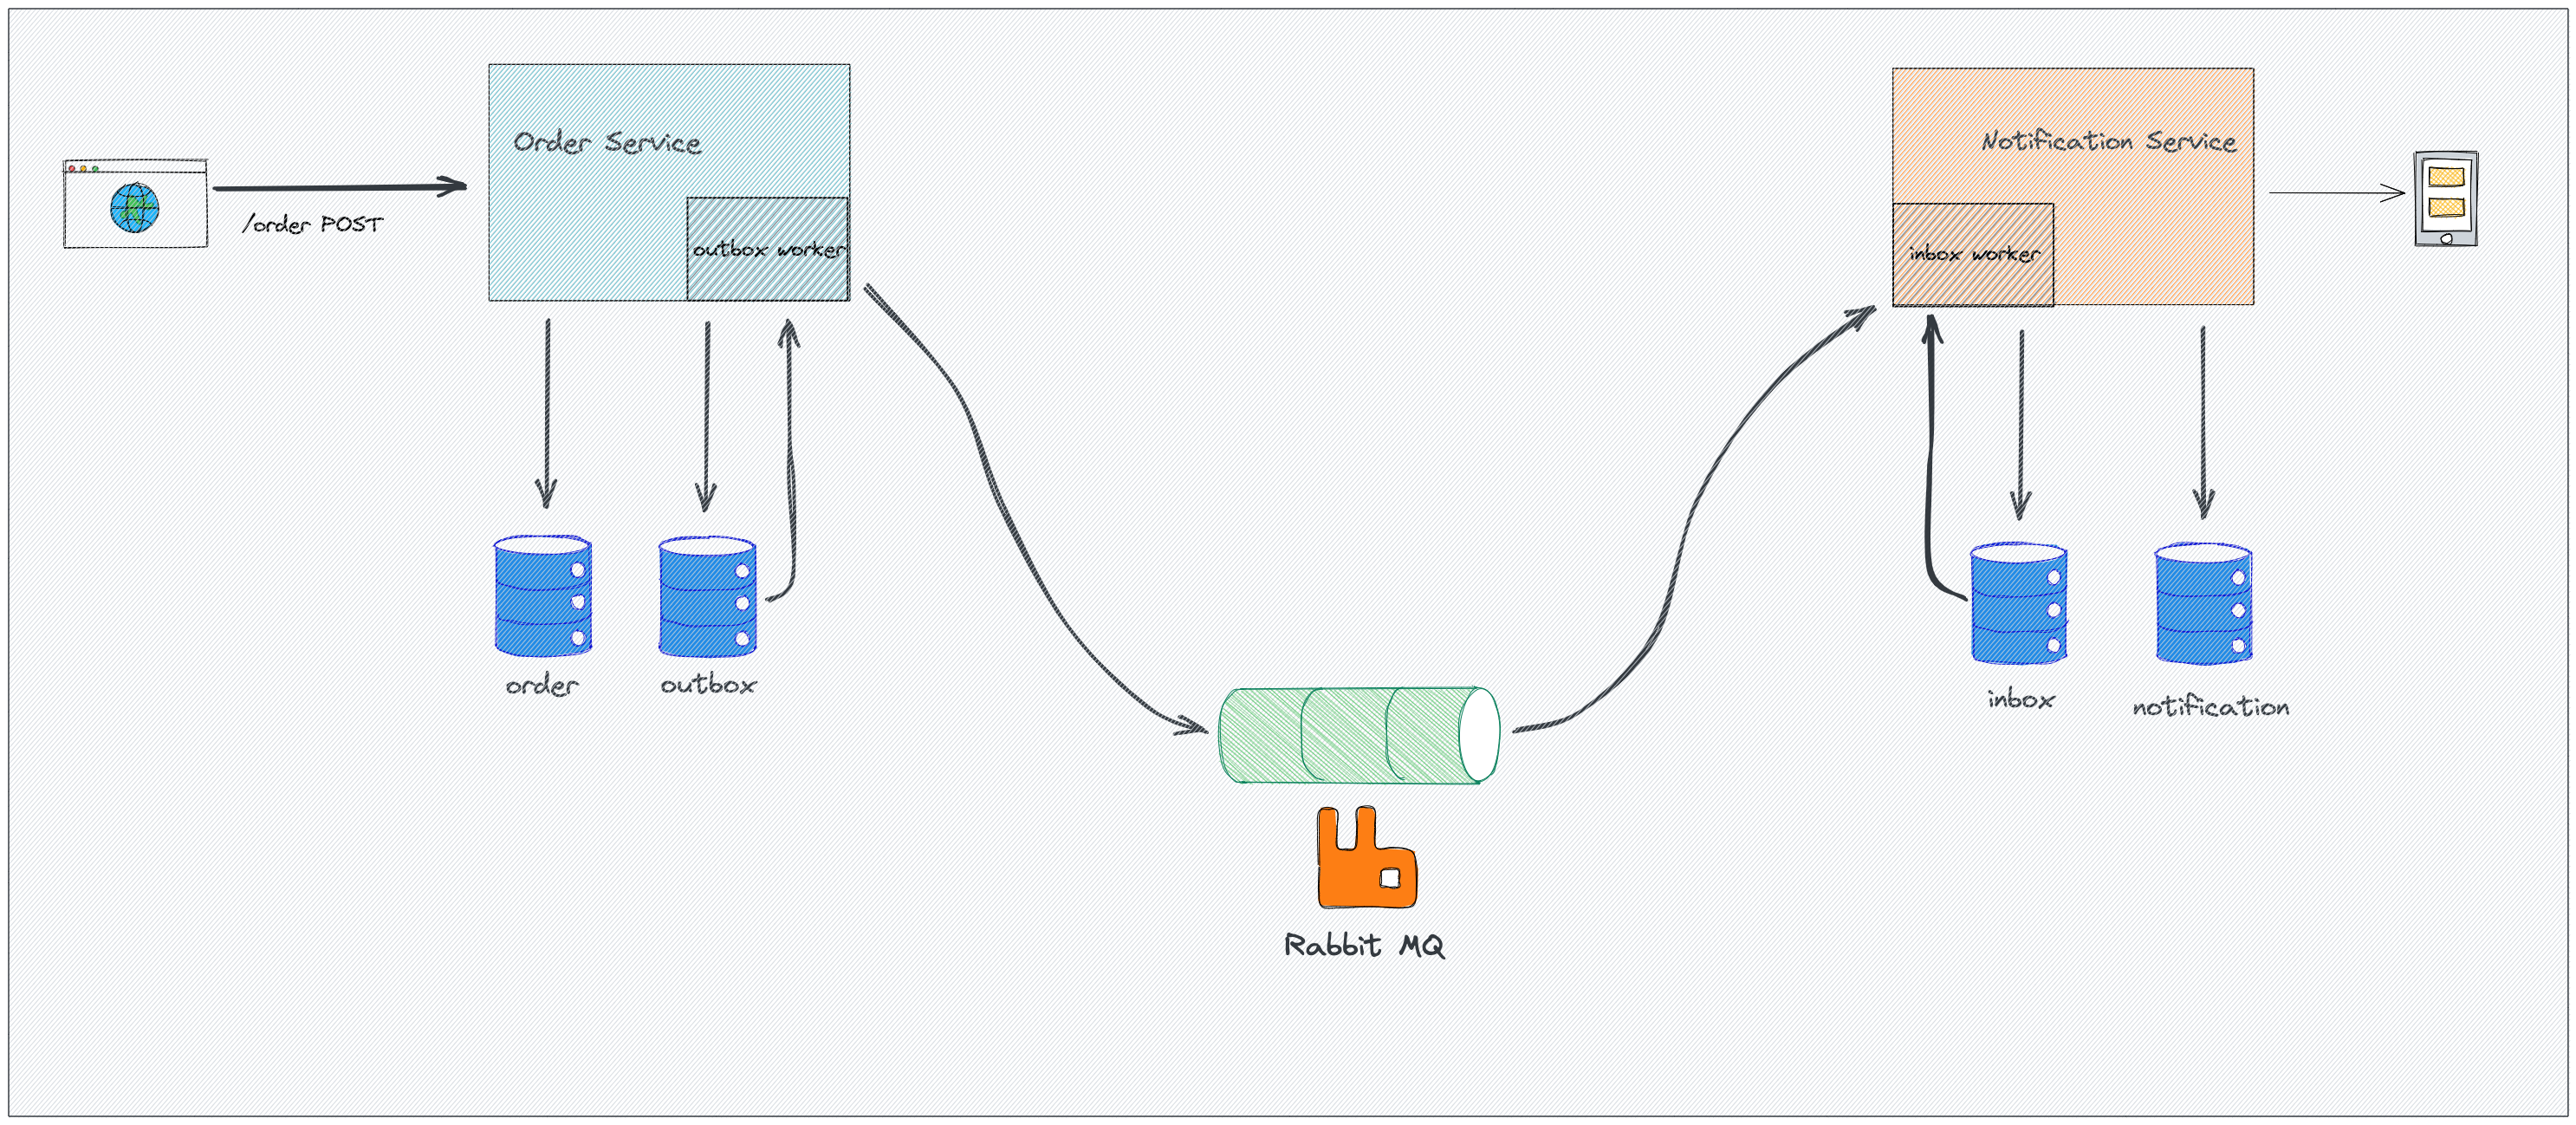 Order Service
Notification Service
/order POST
outbox worker
inbox worker
order
outbox
inbox
notification
Rabbit MQ